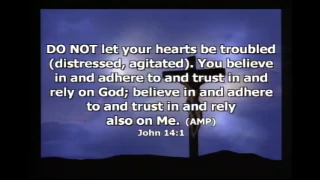 DO NOT let your hearts be troubled
(distressed, agitated). You believe
in and adhere to and trust in and
rely on God; believe in and adhere
to and trust in and rely
also on Me. (AMP)
John 14:1